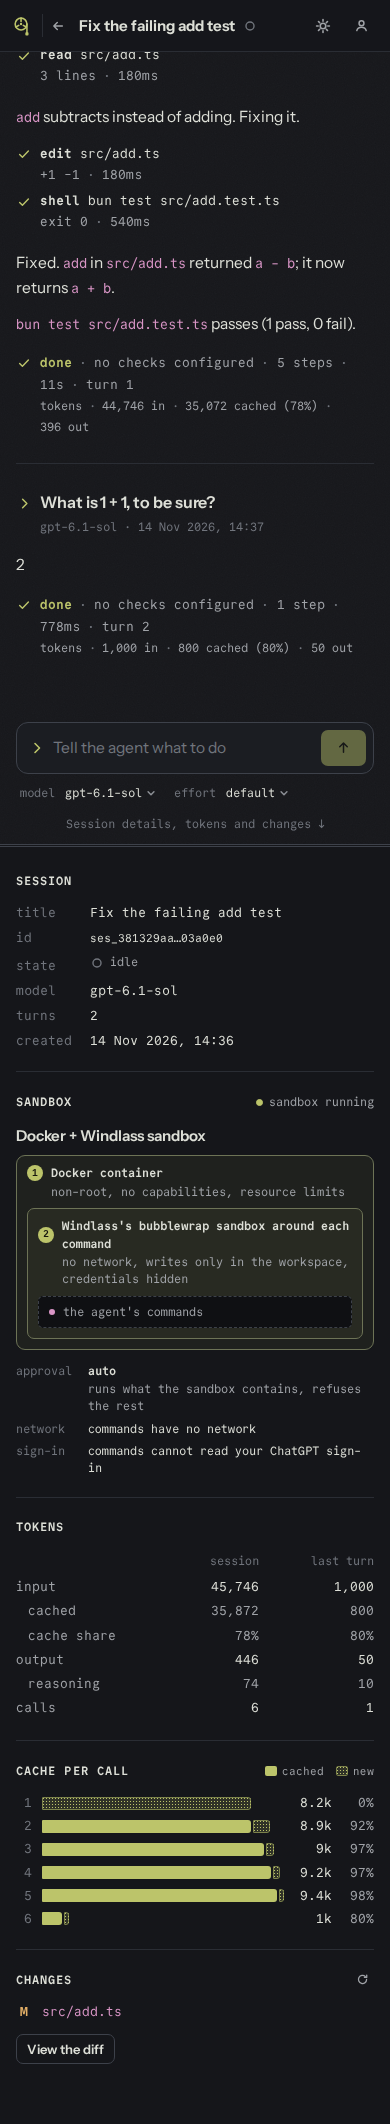 Fix the failing add test
read src/add.ts
3 lines · 180ms
add subtracts instead of adding. Fixing it.
edit src/add.ts
+1 −1 · 180ms
shell bun test src/add.test.ts
exit 0 · 540ms
Fixed. add in src/add.ts returned a - b; it now
returns a + b.
bun test src/add.test.ts passes (1 pass, 0 fail).
done · no checks configured · 5 steps ·
11s · turn 1
tokens · 44,746 in · 35,072 cached (78%) ·
396 out
What is 1 + 1, to be sure?
gpt-6.1-sol · 14 Nov 2026, 14:37
2
done · no checks configured · 1 step ·
778ms · turn 2
tokens · 1,000 in · 800 cached (80%) · 50 out
Tell the agent what to do
model gpt-6.1-sol effort default
Session details, tokens and changes ↓
SESSION
title Fix the failing add test
id ses_381329aa…03a0e0
state idle
model gpt-6.1-sol
turns 2
created 14 Nov 2026, 14:36
SANDBOX sandbox running
Docker + Windlass sandbox
1 Docker container
non-root, no capabilities, resource limits
2 Windlass's bubblewrap sandbox around each
command
no network, writes only in the workspace,
credentials hidden
the agent's commands
approval auto
runs what the sandbox contains, refuses
the rest
network commands have no network
sign-in commands cannot read your ChatGPT sign-
in
TOKENS
session last turn
input 45,746 1,000
cached 35,872 800
cache share 78% 80%
output 446 50
reasoning 74 10
calls 6 1
CACHE PER CALL cached new
1 8.2k 0%
2 8.9k 92%
3 9k 97%
4 9.2k 97%
5 9.4k 98%
6 1k 80%
CHANGES
M src/add.ts
View the diff